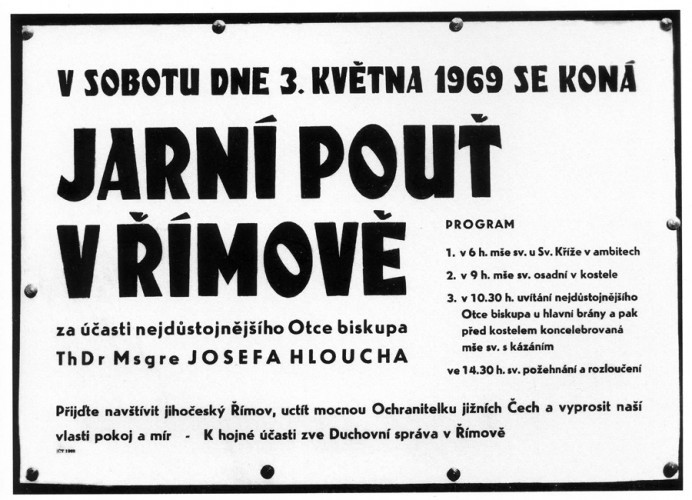 V SOBOTU DNE 3. KVĚTNA 1969 SE KONÁ
JARNÍ POUŤ
V ŘÍMOVĚ
za účasti nejdůstojnějšího Otce biskupa
ThDr Msgre JOSEFA HLOUCHA
PROGRAM
1. v 6 h. mše sv. u Sv. Kříže v ambitech
2. v 9 h. mše sv. osadní v kostele
3. v 10.30 h. uvítání nejdůstojnějšího
Otce biskupa u hlavní brány a pak
před kostelem koncelebrovaná
mše sv. s kázáním
ve 14.30 h. sv. požehnání a rozloučení
Přijďte navštívit jihočeský Římov, uctít mocnou Ochranitelku jižních Čech a vyprosit naší
vlasti pokoj a mír - K hojné účasti zve Duchovní správa v Římově